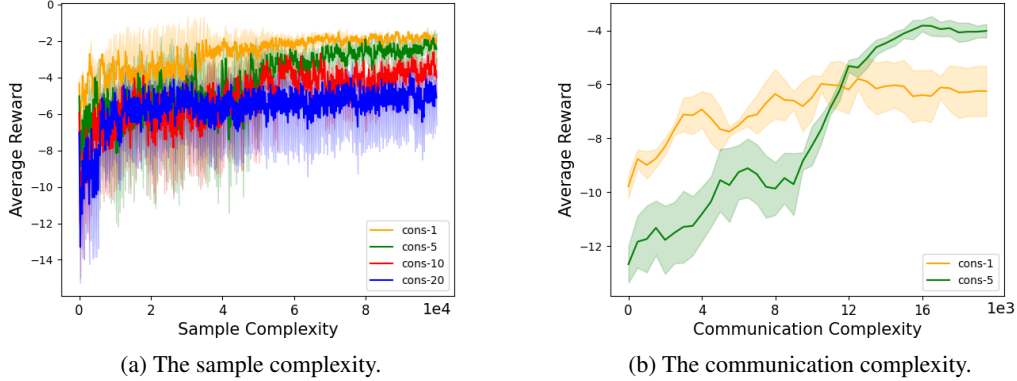 0
−2
−4
−6
−8
−10
−12
−14
Average Reward
0
2
4
6
8
1e4
Sample Complexity
cons-1
cons-5
cons-10
cons-20
(a) The sample complexity.
−4
−6
−8
−10
−12
Average Reward
0
4
8
12
16
1e3
Communication Complexity
cons-1
cons-5
(b) The communication complexity.